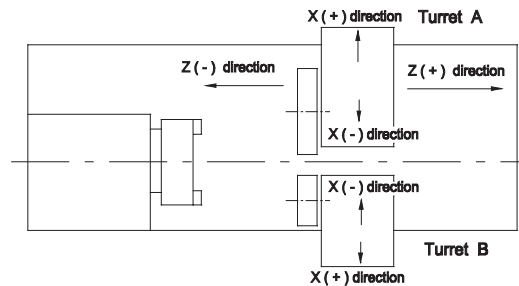 X ( + ) direction Turret A
Z ( - ) direction Z ( + ) direction
X ( - ) direction
X ( - ) direction
Turret B
X ( + ) direction